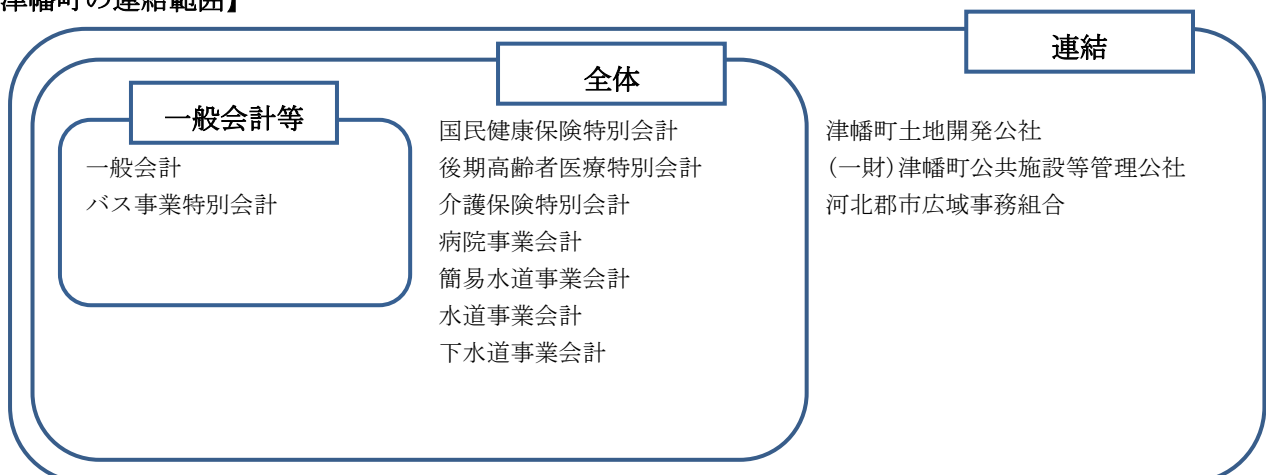 津幡町の連結範囲】
連結
全体
一般会計等
一般会計
バス事業特別会計
国民健康保険特別会計
後期高齢者医療特別会計
介護保険特別会計
病院事業会計
簡易水道事業会計
水道事業会計
下水道事業会計
津幡町土地開発公社
(一財)津幡町公共施設等管理公社
河北郡市広域事務組合